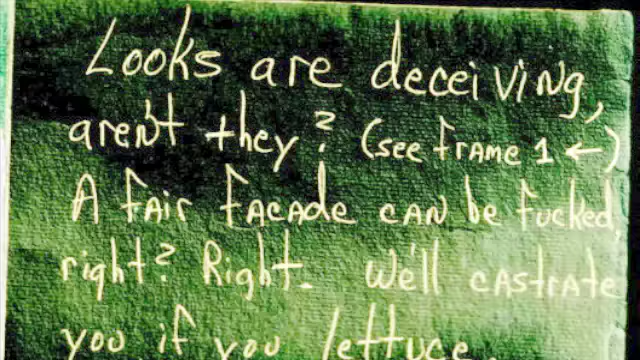 Looks are deceiving,
aren't they? (see frame 1 ←)
A fair facade can be fucked,
right? Right. We'll castrate
you if you lettuce.